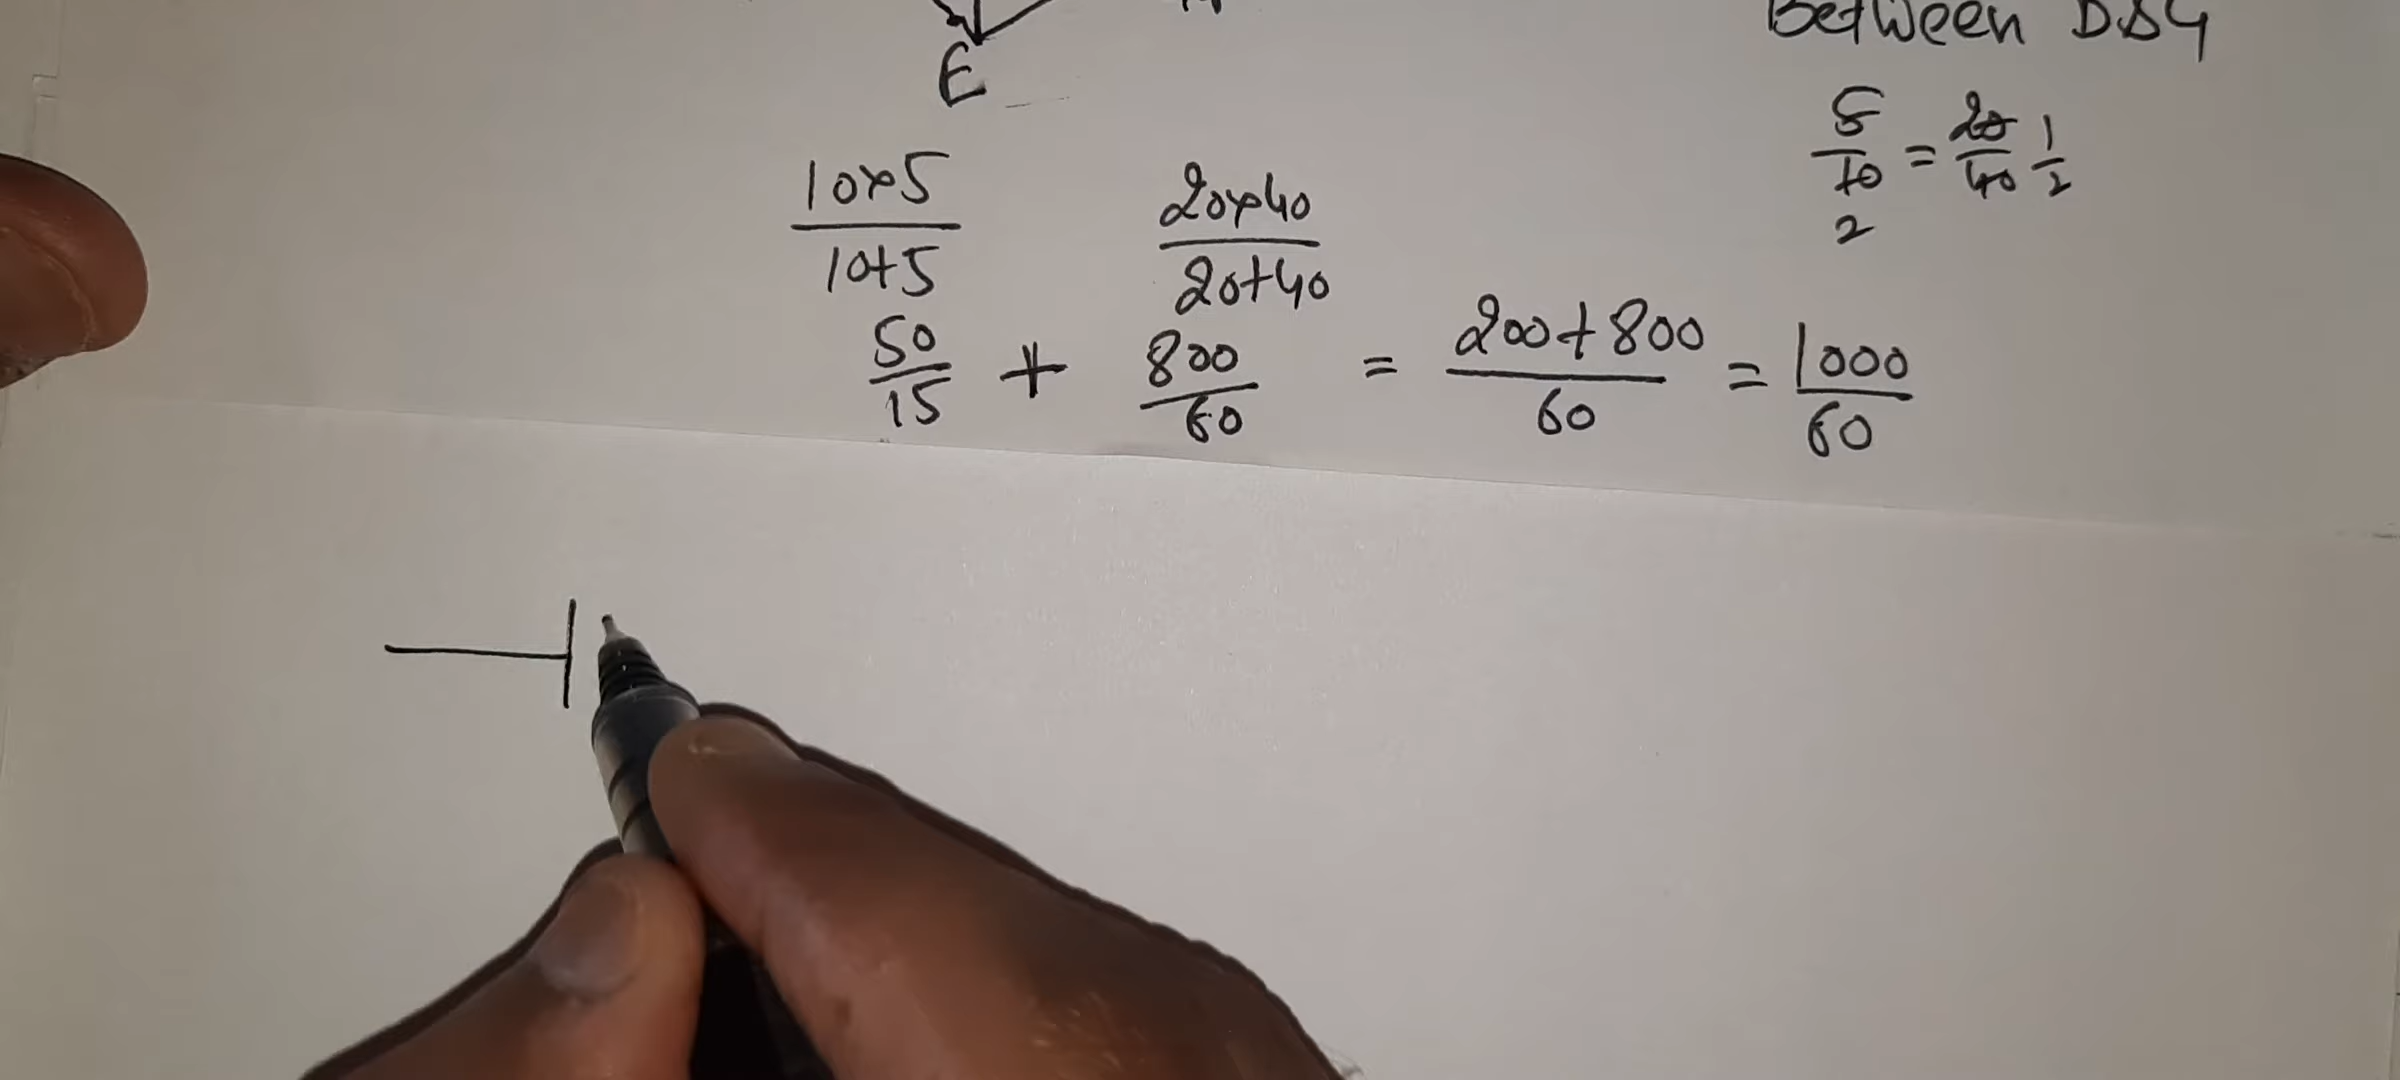 Between D & G
E
5/10 = 20/40 1/2
2
10×5/10+5 20×40/20+40
50/15 + 800/60 = 200+800/60 = 1000/60